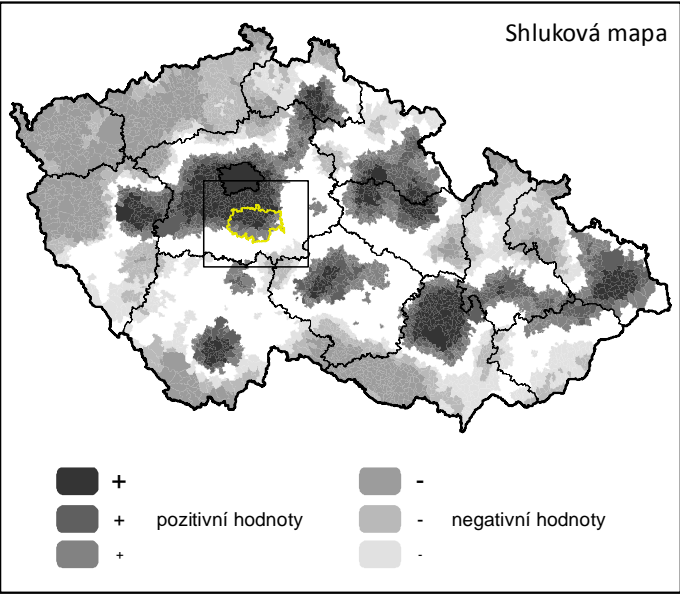 Shluková mapa
+ -
+ pozitivní hodnoty - negativní hodnoty
+ -